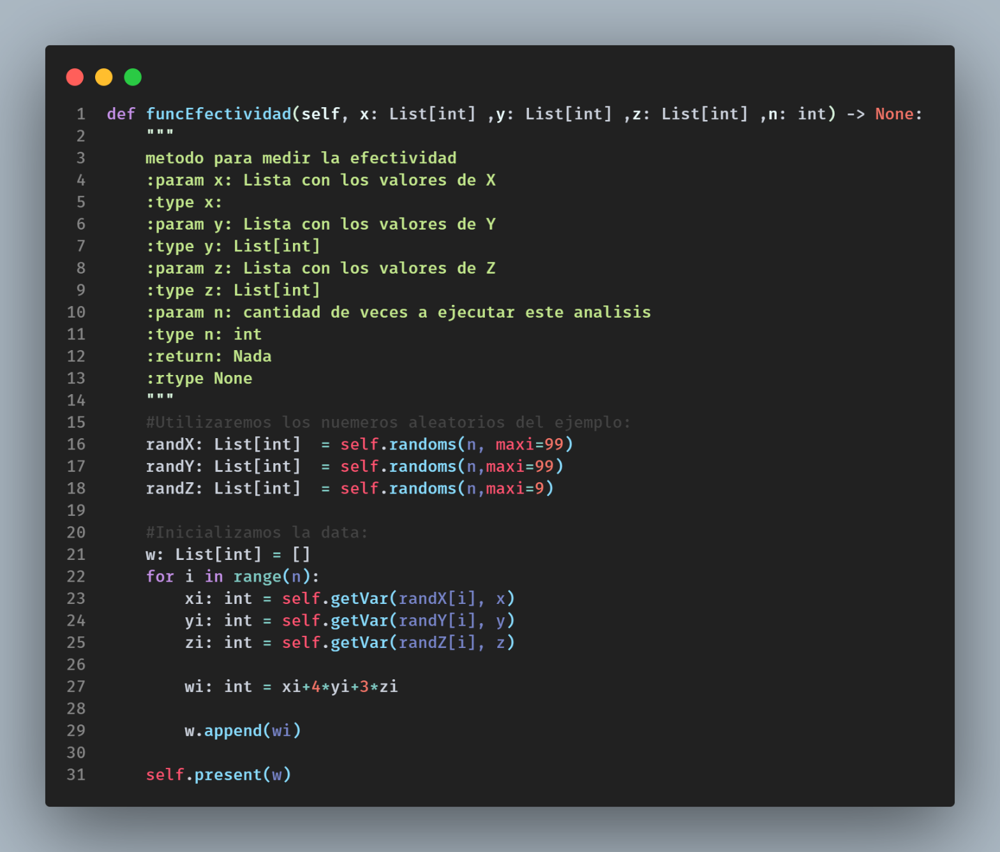 1 def funcEfectividad(self, x: List[int] ,y: List[int] ,z: List[int] ,n: int) -> None:
2     """
3     metodo para medir la efectividad
4     :param x: Lista con los valores de X
5     :type x:
6     :param y: Lista con los valores de Y
7     :type y: List[int]
8     :param z: Lista con los valores de Z
9     :type z: List[int]
10     :param n: cantidad de veces a ejecutar este analisis
11     :type n: int
12     :return: Nada
13     :rtype None
14     """
15     #Utilizaremos los nuemeros aleatorios del ejemplo:
16     randX: List[int]  = self.randoms(n, maxi=99)
17     randY: List[int]  = self.randoms(n,maxi=99)
18     randZ: List[int]  = self.randoms(n,maxi=9)
19
20     #Inicializamos la data:
21     w: List[int] = []
22     for i in range(n):
23         xi: int = self.getVar(randX[i], x)
24         yi: int = self.getVar(randY[i], y)
25         zi: int = self.getVar(randZ[i], z)
26
27         wi: int = xi+4*yi+3*zi
28
29         w.append(wi)
30
31     self.present(w)